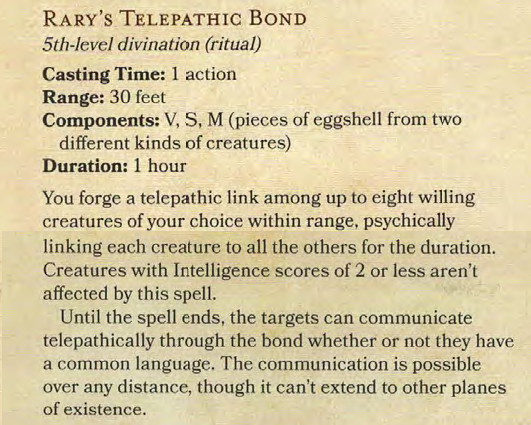 RARY'S TELEPATHIC BOND
5th-level divination (ritual)
Casting Time: 1 action
Range: 30 feet
Components: V, S, M (pieces of eggshell from two
different kinds of creatures)
Duration: 1 hour
You forge a telepathic link among up to eight willing
creatures of your choice within range, psychically
linking each creature to all the others for the duration.
Creatures with Intelligence scores of 2 or less aren't
affected by this spell.
Until the spell ends, the targets can communicate
telepathically through the bond whether or not they have
a common language. The communication is possible
over any distance, though it can't extend to other planes
of existence.